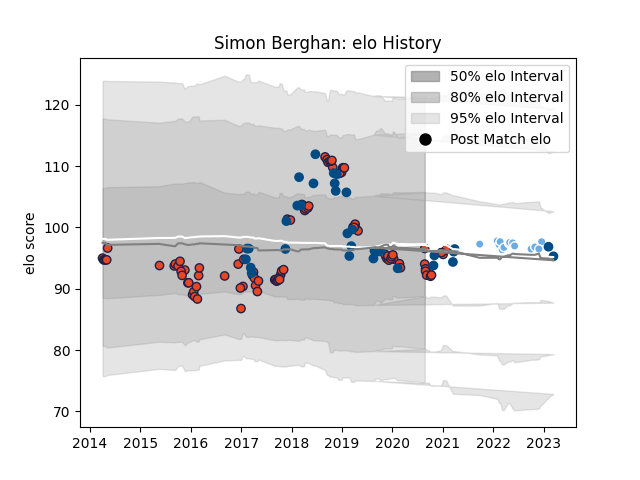 Simon Berghan: elo History
50% elo Interval
80% elo Interval
95% elo Interval
Post Match elo
elo score
120
110
100
90
80
70
2014 2015 2016 2017 2018 2019 2020 2021 2022 2023